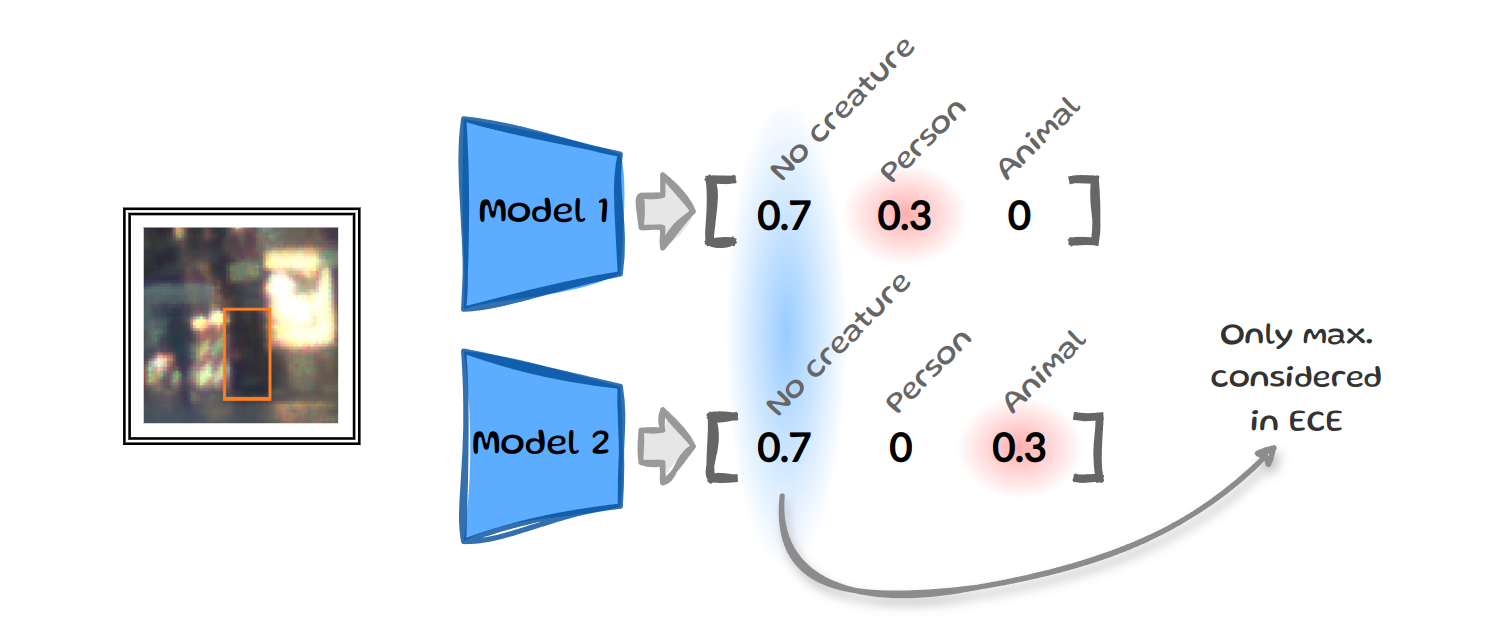 No creature
Person
Animal
Model 1
0.7 0.3 0
No creature
Person
Animal
Model 2
0.7 0 0.3
Only max.
considered
in ECE